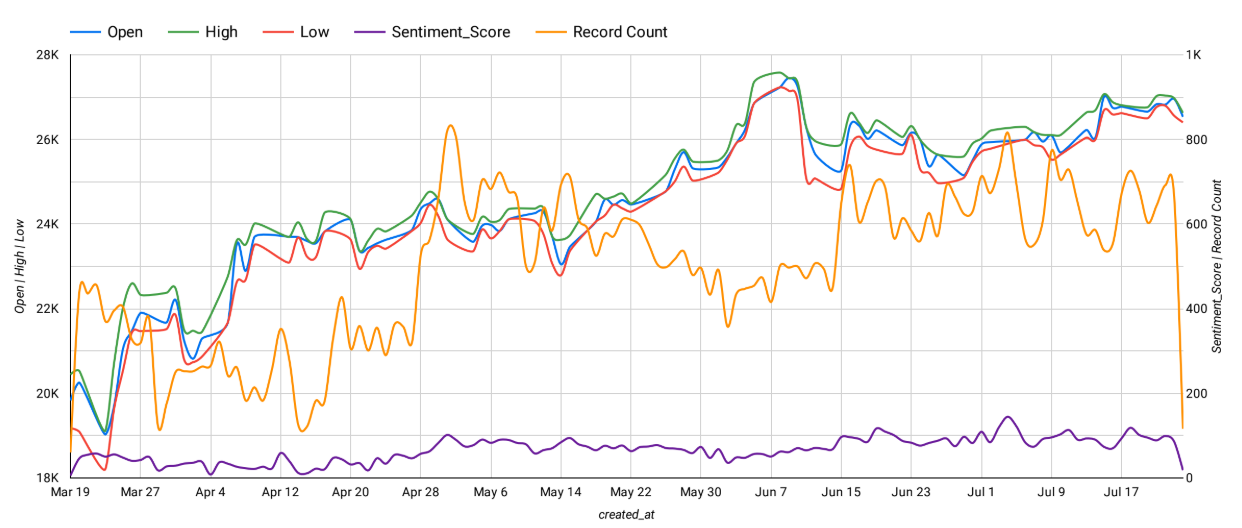 Open High Low Sentiment_Score Record Count
28K 1K
26K 800
24K 600
22K 400
20K 200
18K 0
Open | High | Low
Sentiment_Score | Record Count
Mar 19 Mar 27 Apr 4 Apr 12 Apr 20 Apr 28 May 6 May 14 May 22 May 30 Jun 7 Jun 15 Jun 23 Jul 1 Jul 9 Jul 17
created_at